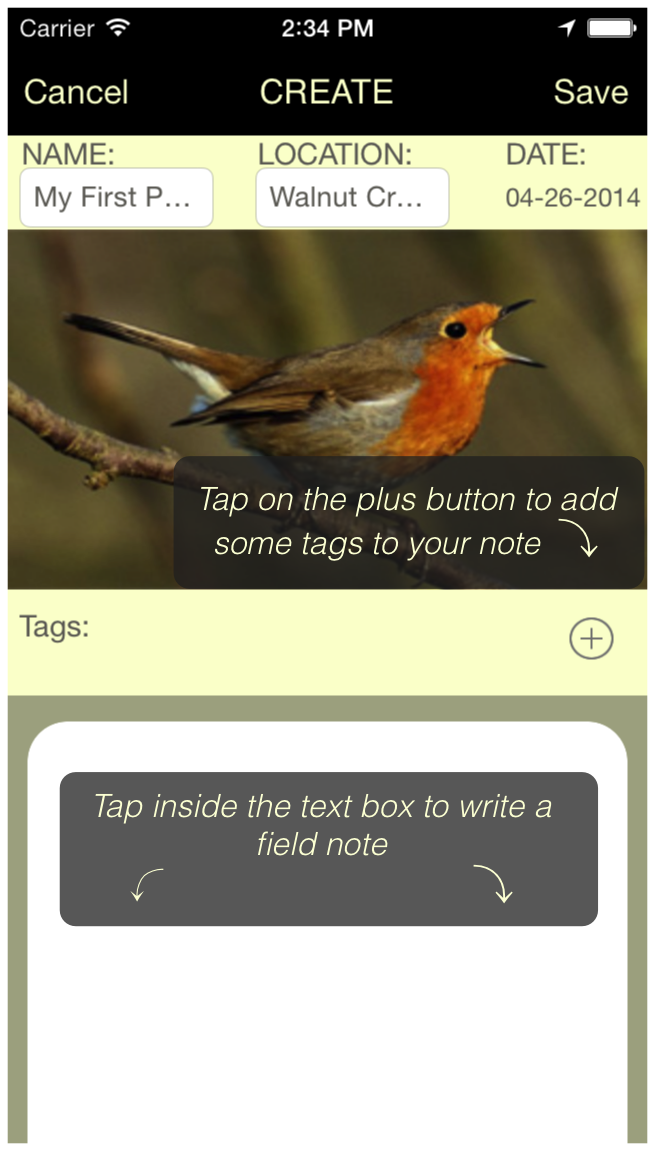 Carrier 2:34 PM
Cancel CREATE Save
NAME: LOCATION: DATE:
My First P... Walnut Cr... 04-26-2014
Tap on the plus button to add
some tags to your note
Tags:
Tap inside the text box to write a
field note